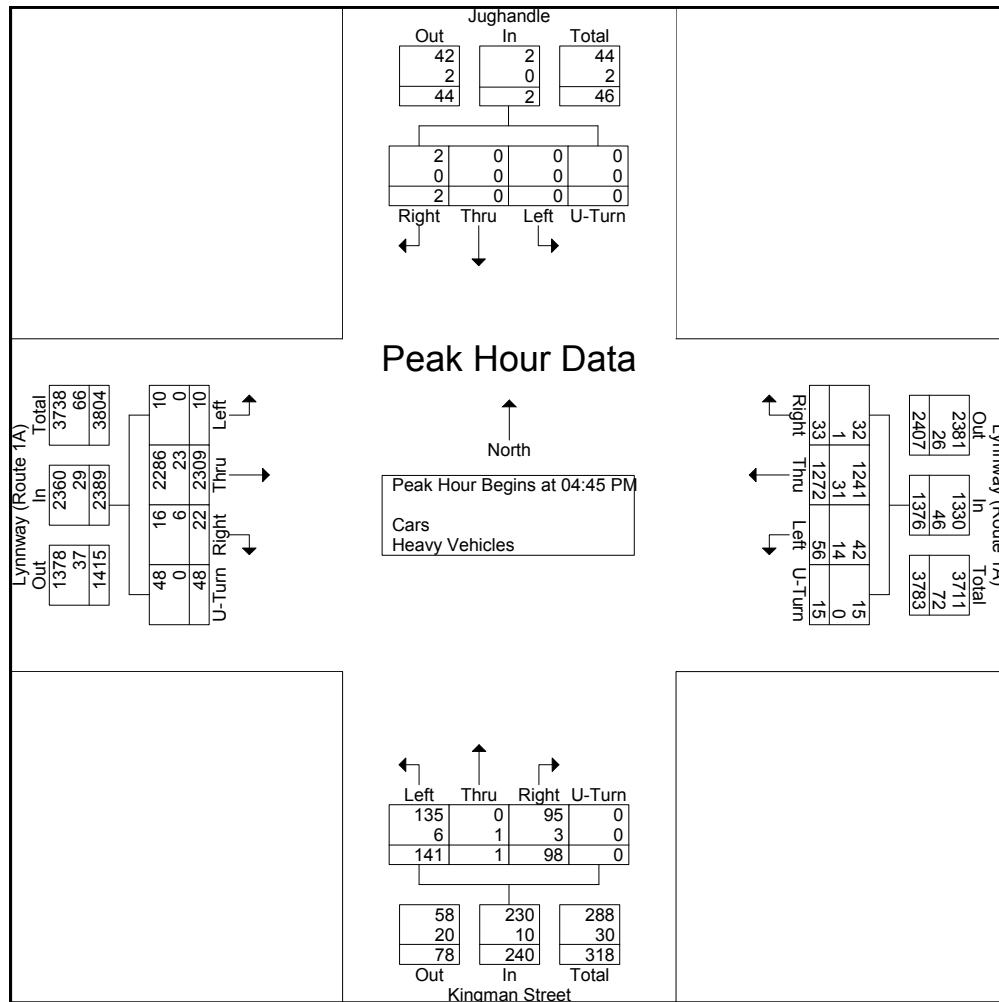 Jughandle
Out In Total
42 2 44
2 0 2
44 2 46
2 0 0 0
0 0 0 0
2 0 0 0
Right Thru Left U-Turn
Peak Hour Data
North
Peak Hour Begins at 04:45 PM
Cars
Heavy Vehicles
Lynnway (Route 1A)
Out In Total
1378 2360 3738
37 29 66
1415 2389 3804
U-Turn Right Thru Left
48 16 2286 10
0 6 23 0
48 22 2309 10
Lynnway (Route 1A)
Out In Total
2381 1330 3711
26 46 72
2407 1376 3783
32 1241 42 15
1 31 14 0
33 1272 56 15
Right Thru Left U-Turn
Left Thru Right U-Turn
135 0 95 0
6 1 3 0
141 1 98 0
58 230 288
20 10 30
78 240 318
Out In Total
Kingman Street